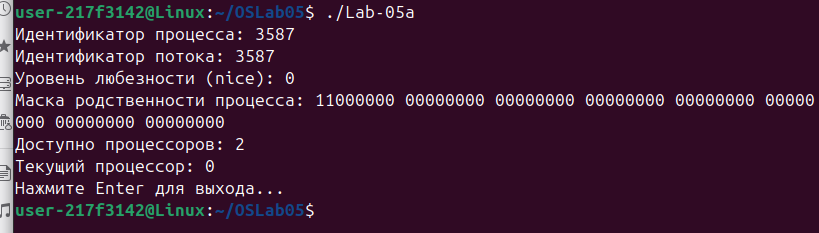 user-217f3142@Linux:~/OSLab05$ ./Lab-05a
Идентификатор процесса: 3587
Идентификатор потока: 3587
Уровень любезности (nice): 0
Маска родственности процесса: 11000000 00000000 00000000 00000000 00000000 00000
000 00000000 00000000
Доступно процессоров: 2
Текущий процессор: 0
Нажмите Enter для выхода...
user-217f3142@Linux:~/OSLab05$